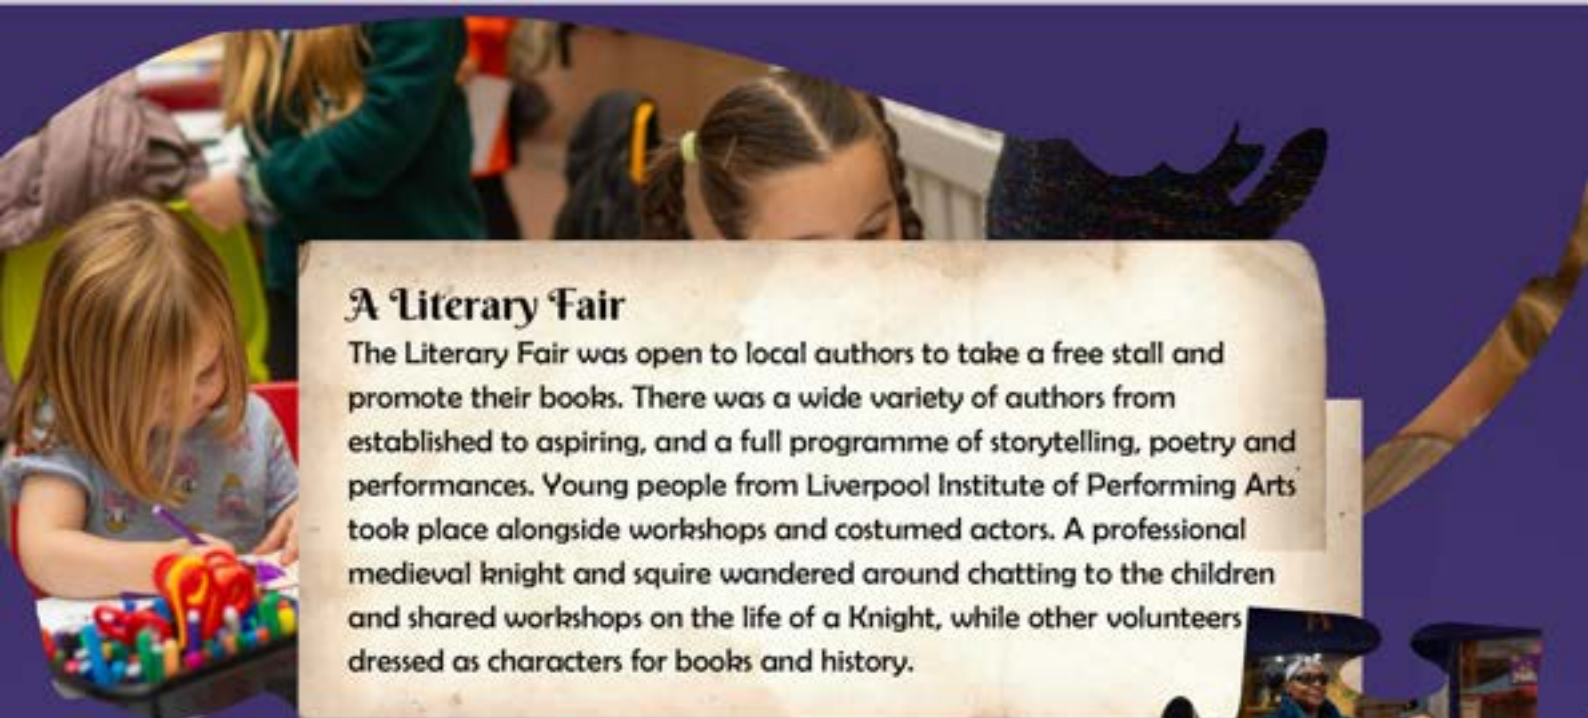 A Literary Fair
The Literary Fair was open to local authors to take a free stall and
promote their books. There was a wide variety of authors from
established to aspiring, and a full programme of storytelling, poetry and
performances. Young people from Liverpool Institute of Performing Arts
took place alongside workshops and costumed actors. A professional
medieval knight and squire wandered around chatting to the children
and shared workshops on the life of a Knight, while other volunteers
dressed as characters for books and history.